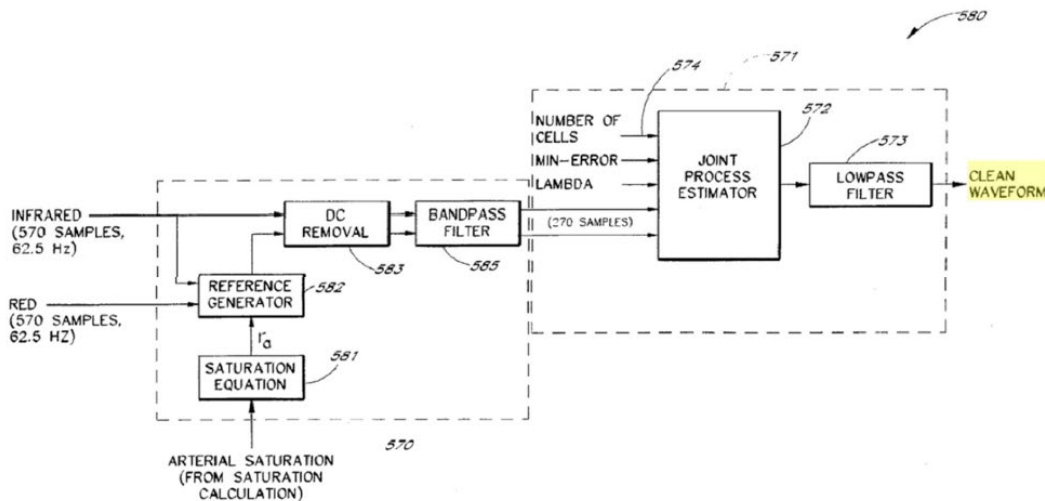 580
571
574
572
NUMBER OF
CELLS
MIN-ERROR
LAMBDA
JOINT
PROCESS
ESTIMATOR
573
LOWPASS
FILTER
CLEAN
WAVEFORM
INFRARED
(570 SAMPLES,
62.5 Hz)
DC
REMOVAL
583
BANDPASS
FILTER
585
(270 SAMPLES)
REFERENCE
GENERATOR
582
RED
(570 SAMPLES,
62.5 HZ)
ra
SATURATION
EQUATION
581
570
ARTERIAL SATURATION
(FROM SATURATION
CALCULATION)